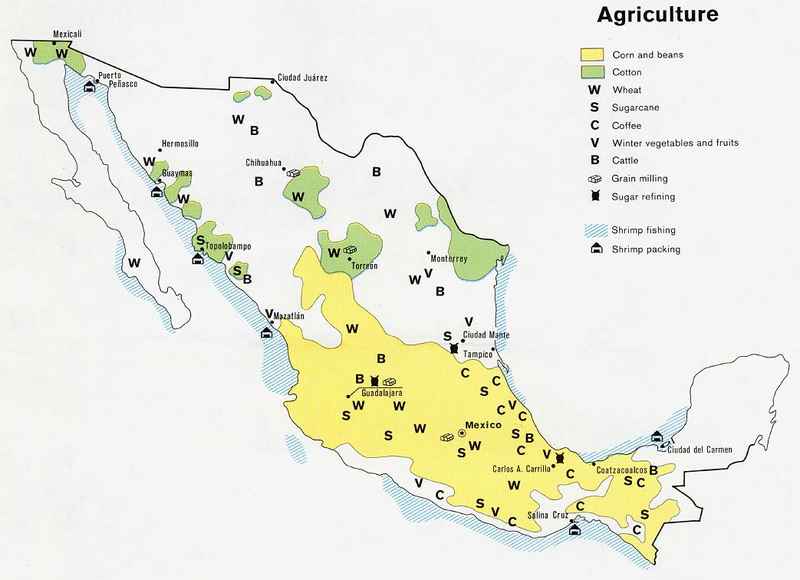 Agriculture
Corn and beans
Cotton
W Wheat
S Sugarcane
C Coffee
V Winter vegetables and fruits
B Cattle
Grain milling
Sugar refining
Shrimp fishing
Shrimp packing
Mexicali
W W
Puerto
Peñasco
Ciudad Juárez
W
B
Hermosillo
W
Guaymas
W
Chihuahua
B
W
B
W
S
Topolobampo
V
S
B
W
W
Torreón
Monterrey
W V
B
V
Mazatlán
V
S
Ciudad Mante
Tampico
W
B
B
Guadalajara
W W
S
S
W
Mexico
W
S
C
C
S
C
V
C
S
B
C
V
Carlos A. Carrillo
C
Coatzacoalcos
B
S
C
Ciudad del Carmen
W
V
C
S
V
C
Salina Cruz
C
S
C